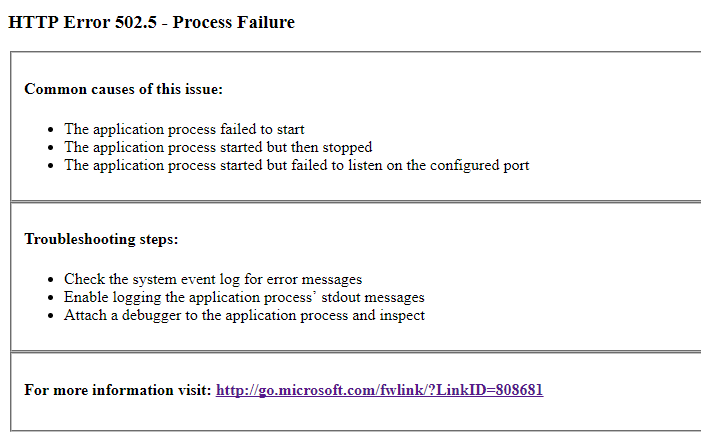 HTTP Error 502.5 - Process Failure
Common causes of this issue:
• The application process failed to start
• The application process started but then stopped
• The application process started but failed to listen on the configured port
Troubleshooting steps:
• Check the system event log for error messages
• Enable logging the application process’ stdout messages
• Attach a debugger to the application process and inspect
For more information visit: http://go.microsoft.com/fwlink/?LinkID=808681